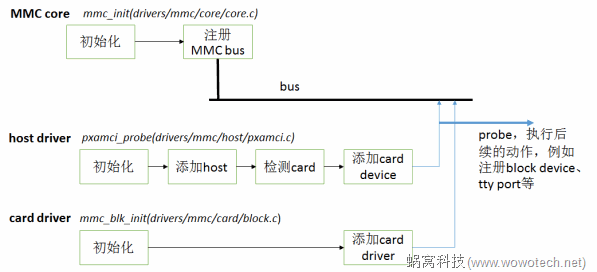 MMC core mmc_init(drivers/mmc/core/core.c)
初始化
注册
MMC bus
bus
host driver pxamci_probe(drivers/mmc/host/pxamci.c)
初始化
添加host
检测card
添加card
device
probe，执行后
续的动作，例如
注册block device、
tty port等
card driver mmc_blk_init(drivers/mmc/card/block.c)
初始化
添加card
driver
蜗窝科技(www.wowotech.net)